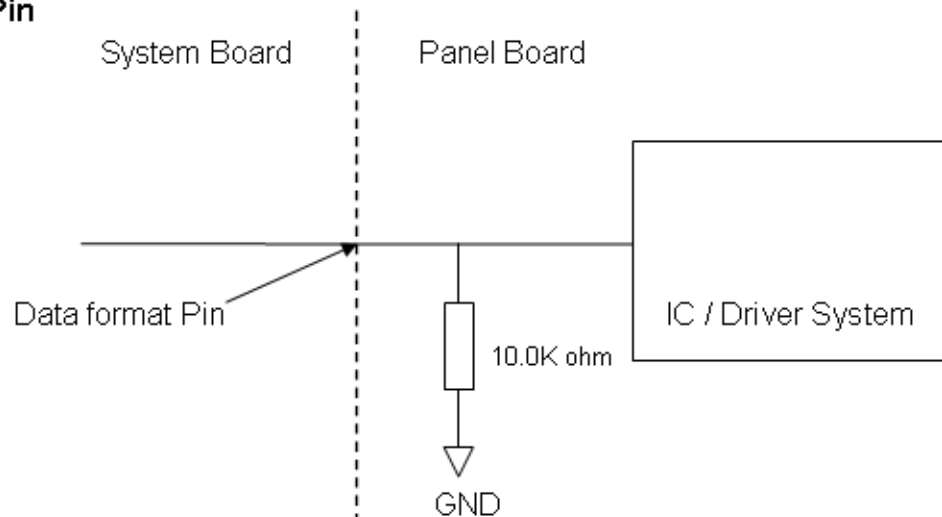 Pin
System Board
Panel Board
Data format Pin
IC / Driver System
10.0K ohm
GND